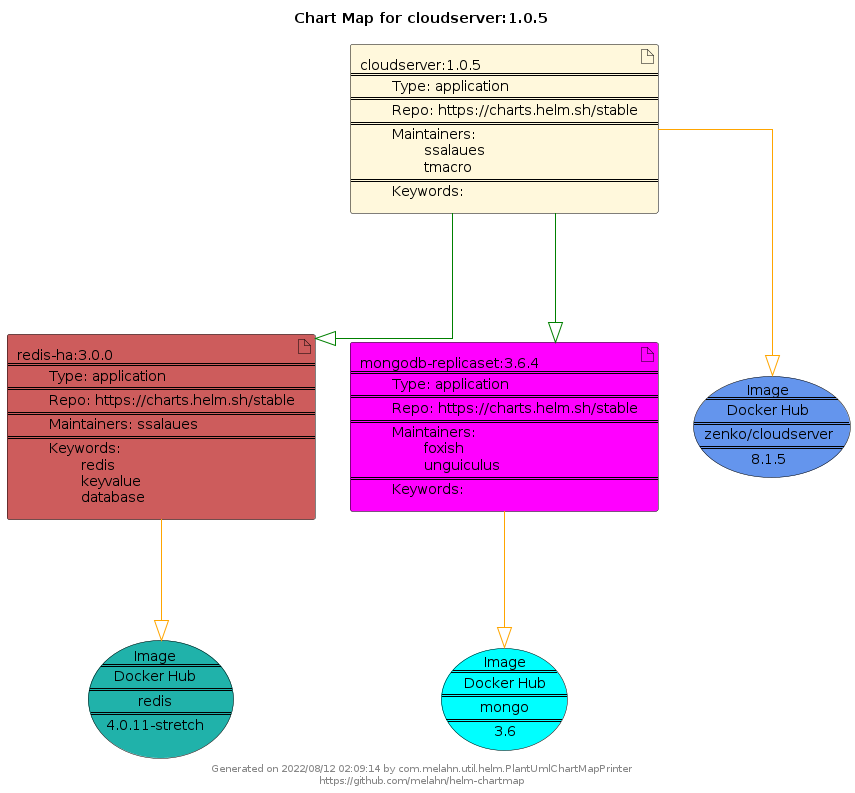 Chart Map for cloudserver:1.0.5
cloudserver:1.0.5
Type: application
Repo: https://charts.helm.sh/stable
Maintainers:
ssalaues
tmacro
Keywords:
redis-ha:3.0.0
Type: application
Repo: https://charts.helm.sh/stable
Maintainers: ssalaues
Keywords:
redis
keyvalue
database
mongodb-replicaset:3.6.4
Type: application
Repo: https://charts.helm.sh/stable
Maintainers:
foxish
unguiculus
Keywords:
Image
Docker Hub
zenko/cloudserver
8.1.5
Image
Docker Hub
redis
4.0.11-stretch
Image
Docker Hub
mongo
3.6
Generated on 2022/08/12 02:09:14 by com.melahn.util.helm.PlantUmlChartMapPrinter
https://github.com/melahn/helm-chartmap